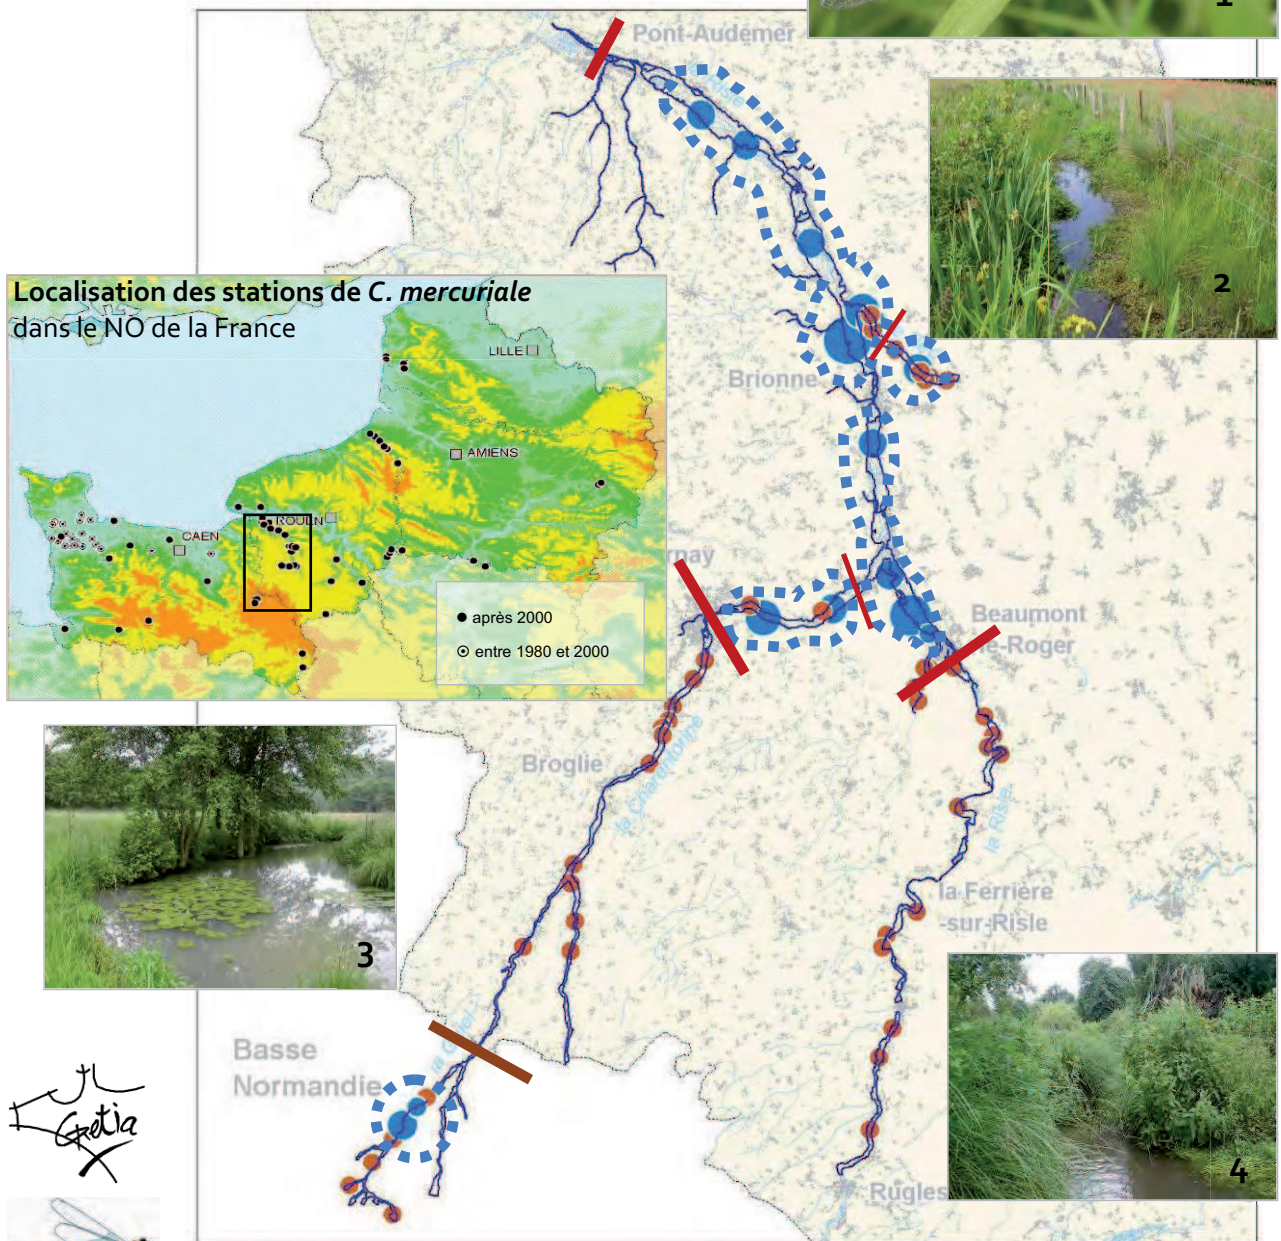 1
Pont-Audemer
2
Localisation des stations de C. mercuriale
dans le NO de la France
LILLE
AMIENS
ROUEN
CAEN
après 2000
entre 1980 et 2000
Brionne
rnay
Beaumont
le-Roger
Broglie
la Charentonne
la Risle
la Ferrière
-sur-Risle
3
Basse
Normandie
Gretia
4
Rugles